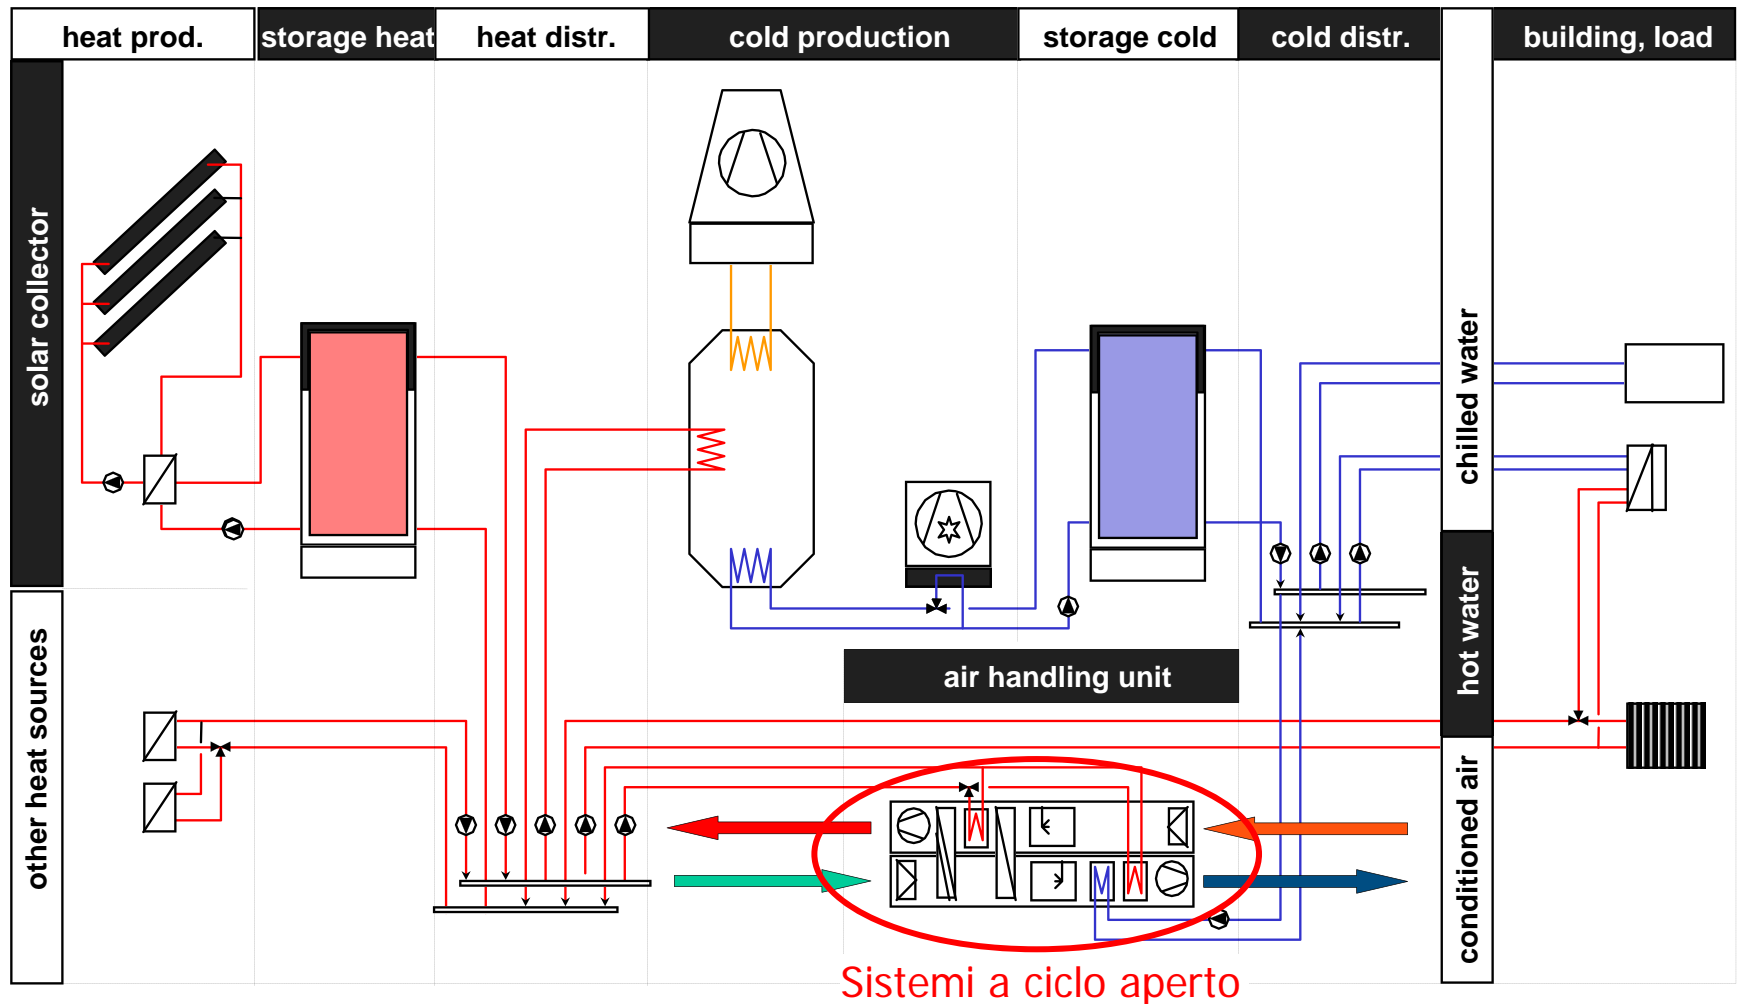 heat prod.
storage heat
heat distr.
cold production
storage cold
cold distr.
building, load
solar collector
other heat sources
chilled water
hot water
conditioned air
air handling unit
Sistemi a ciclo aperto